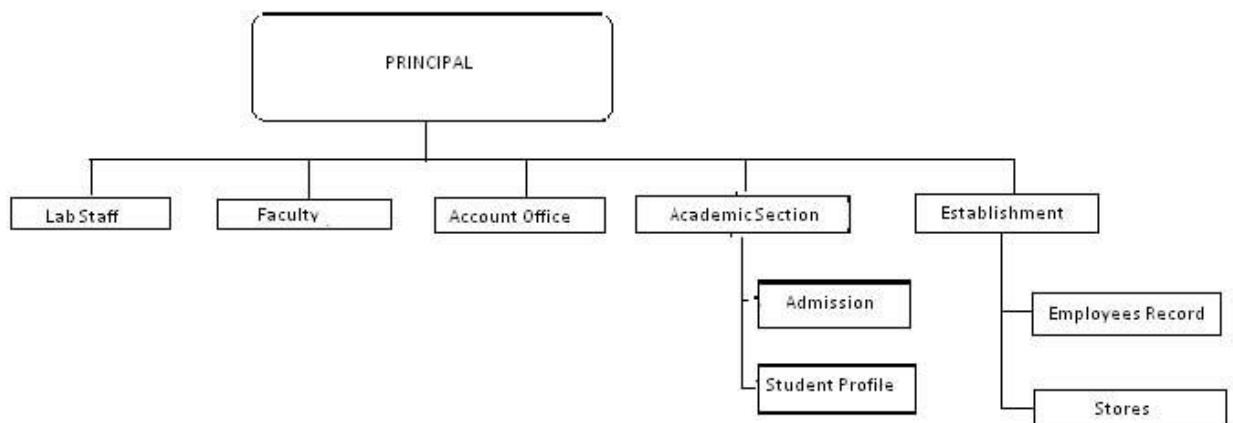 PRINCIPAL
Lab Staff
Faculty
Account Office
Academic Section
Establishment
Admission
Employees Record
Student Profile
Stores